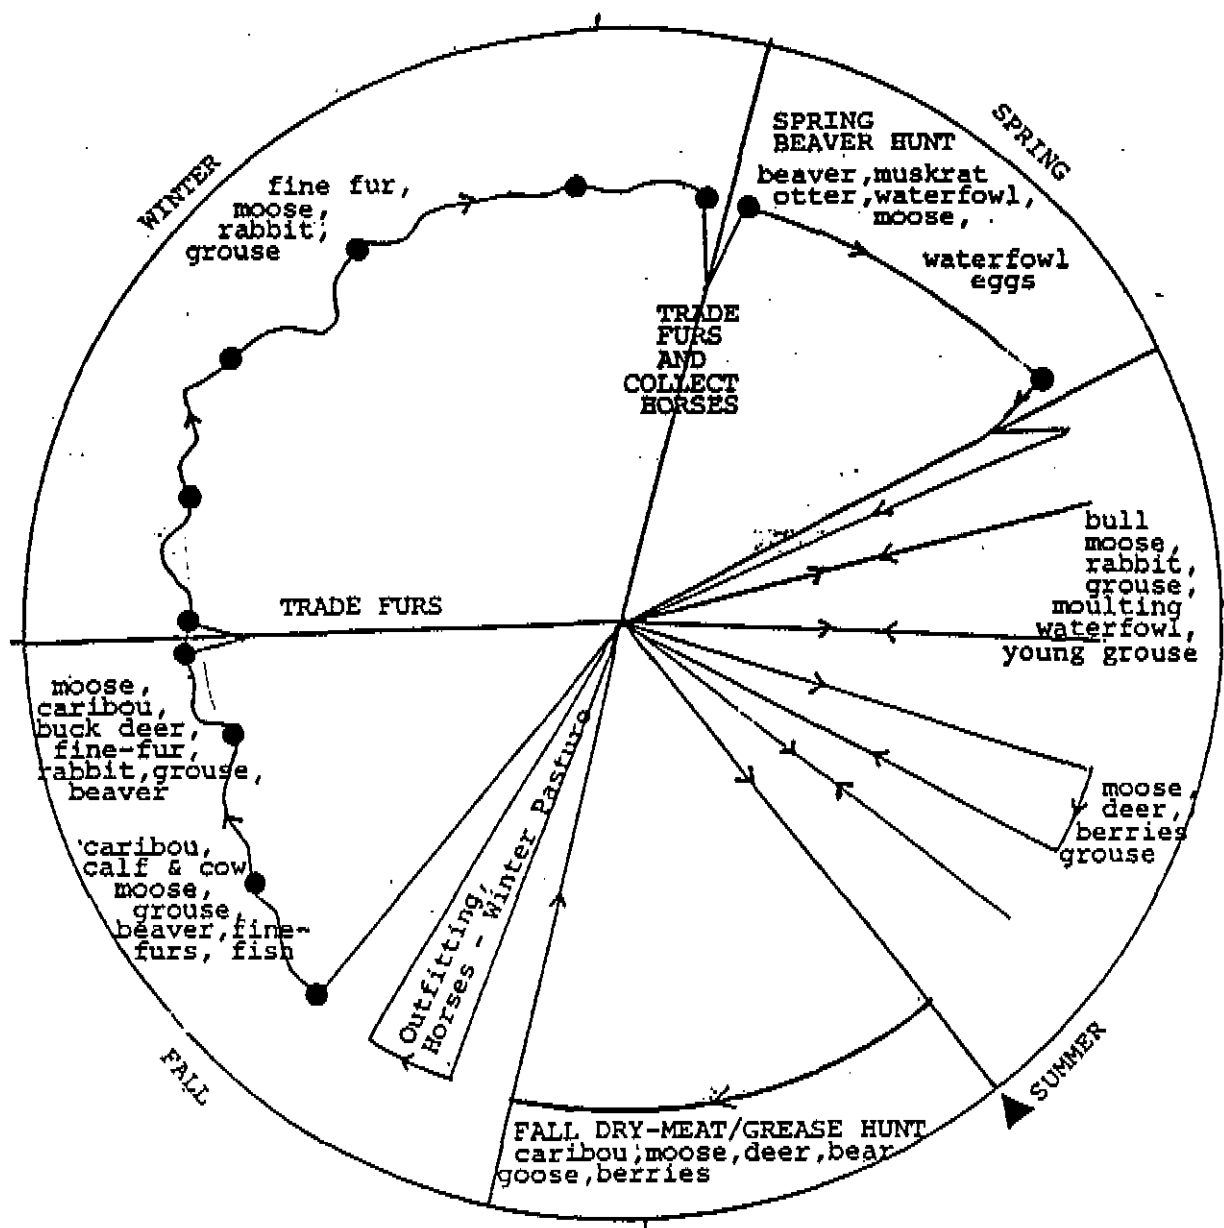 WINTER
fine fur,
moose,
rabbit,
grouse
SPRING
BEAVER HUNT
beaver,muskrat
otter,waterfowl,
moose,
waterfowl
eggs
SPRING
TRADE
FURS
AND
COLLECT
HORSES
bull
moose,
rabbit,
grouse,
moulting
waterfowl,
young grouse
TRADE FURS
moose,
caribou,
buck deer,
fine-fur,
rabbit,grouse,
beaver
moose,
deer,
berries
grouse
caribou,
calf & cow
moose,
grouse,
beaver,fine-
furs, fish
Outfitting,
Horses - Winter Pasture
FALL
SUMMER
FALL DRY-MEAT/GREASE HUNT
caribou,moose,deer,bear
goose,berries